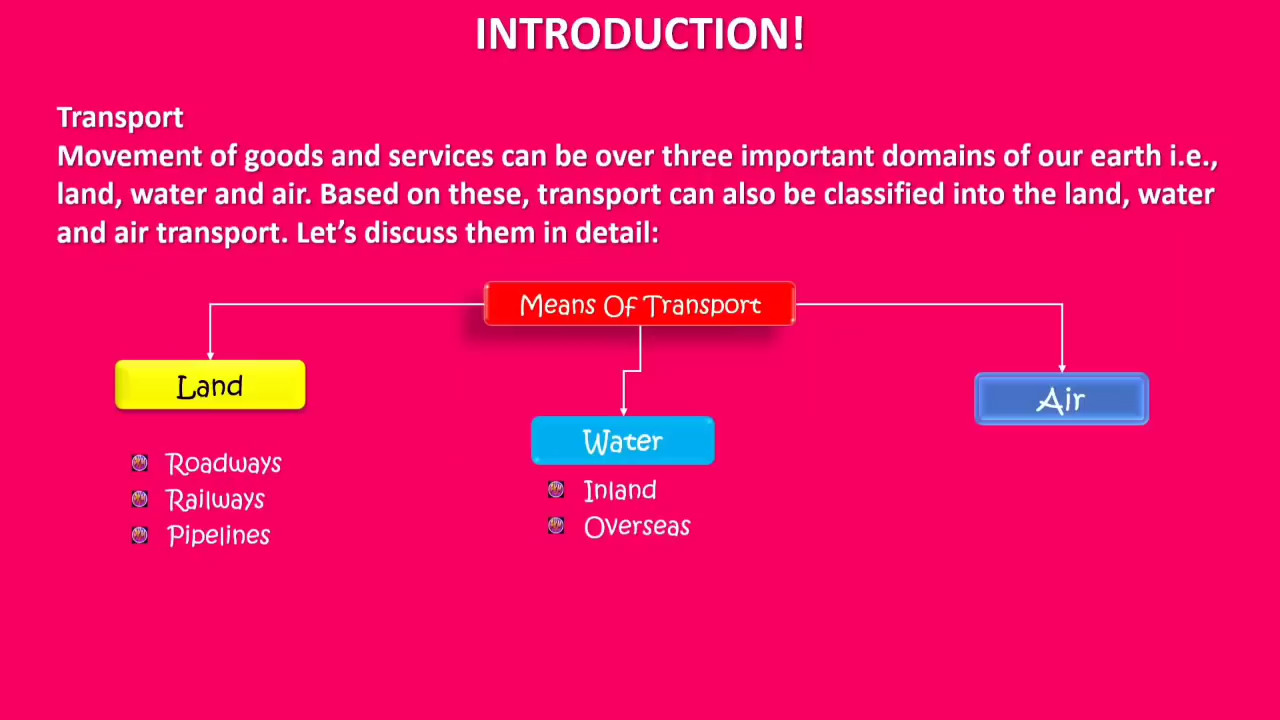 INTRODUCTION!
Transport
Movement of goods and services can be over three important domains of our earth i.e.,
land, water and air. Based on these, transport can also be classified into the land, water
and air transport. Let’s discuss them in detail:
Means Of Transport
Land
Roadways
Railways
Pipelines
Water
Inland
Overseas
Air